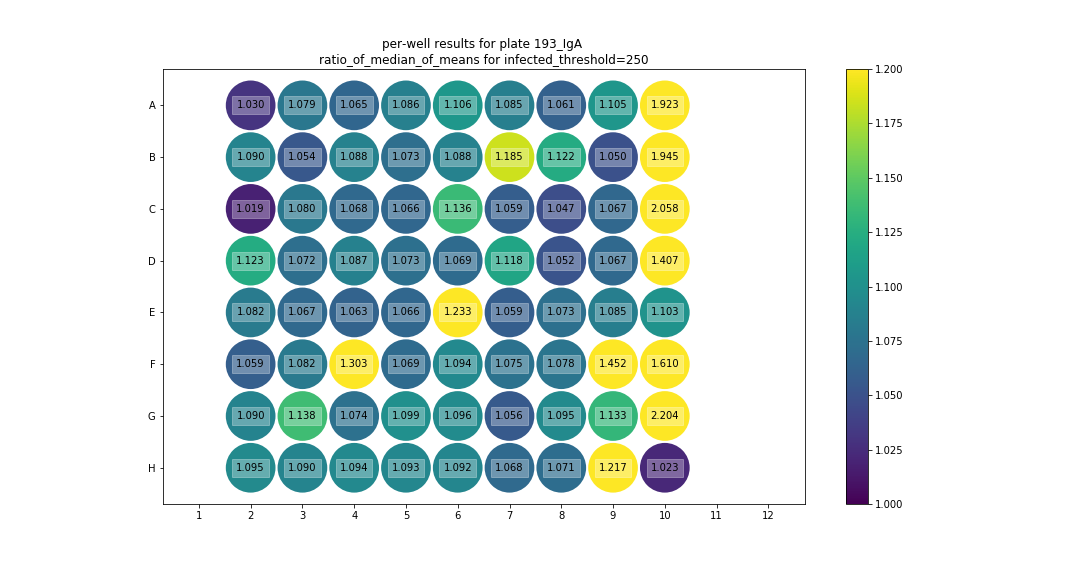 per-well results for plate 193_IgA
ratio_of_median_of_means for infected_threshold=250
A 1.030 1.079 1.065 1.086 1.106 1.085 1.061 1.105 1.923
B 1.090 1.054 1.088 1.073 1.088 1.185 1.122 1.050 1.945
C 1.019 1.080 1.068 1.066 1.136 1.059 1.047 1.067 2.058
D 1.123 1.072 1.087 1.073 1.069 1.118 1.052 1.067 1.407
E 1.082 1.067 1.063 1.066 1.233 1.059 1.073 1.085 1.103
F 1.059 1.082 1.303 1.069 1.094 1.075 1.078 1.452 1.610
G 1.090 1.138 1.074 1.099 1.096 1.056 1.095 1.133 2.204
H 1.095 1.090 1.094 1.093 1.092 1.068 1.071 1.217 1.023
1 2 3 4 5 6 7 8 9 10 11 12
1.200
1.175
1.150
1.125
1.100
1.075
1.050
1.025
1.000